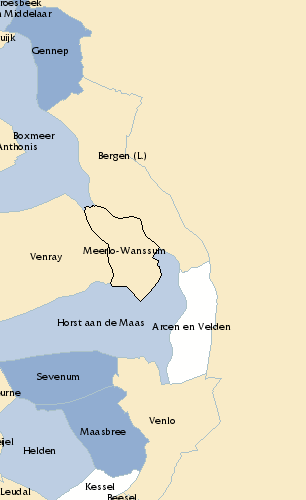 roesbeek
n Middelaar
Gennep
uijk
Boxmeer
Anthonis
Bergen (L.)
Meerlo-Wanssum
Venray
Horst aan de Maas
Arcen en Velden
Sevenum
urne
Venlo
Maasbree
ijel
Helden
Kessel
Leudal
Beesel